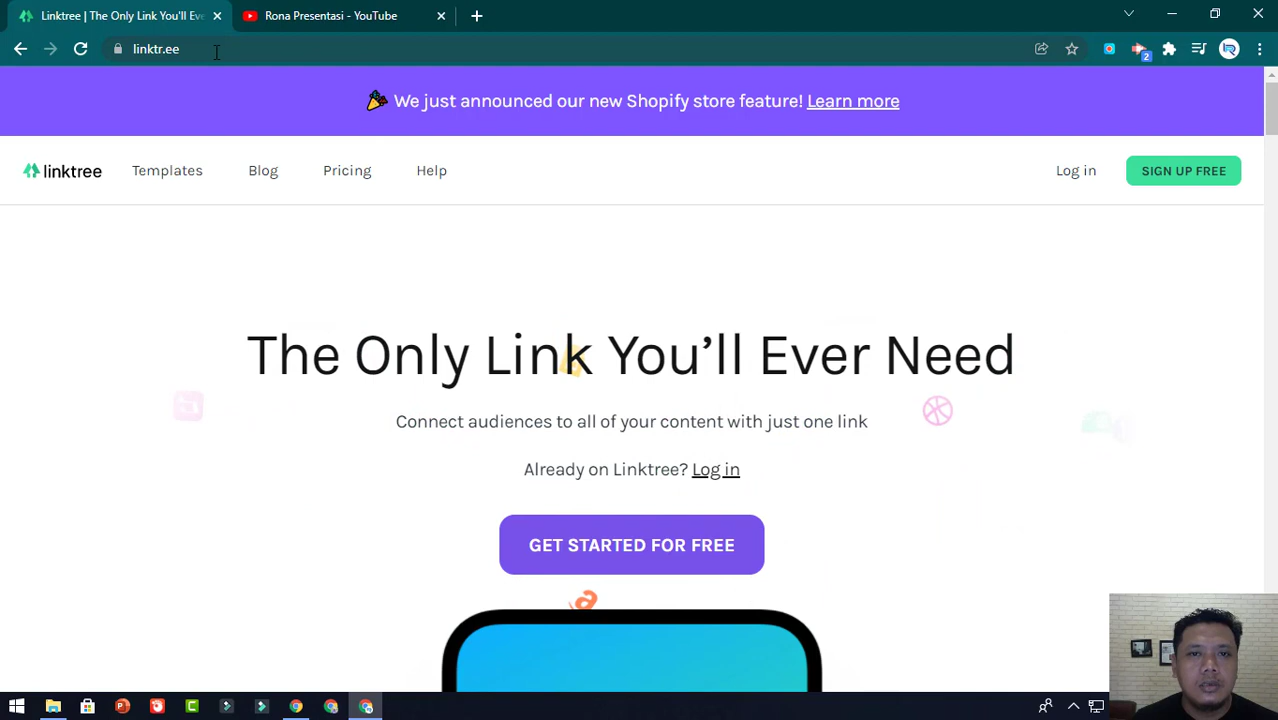 Linktree | The Only Link You'll Eve
Rona Presentasi - YouTube
linktr.ee
2
We just announced our new Shopify store feature! Learn more
linktree
Templates
Blog
Pricing
Help
Log in
SIGN UP FREE
The Only Link You’ll Ever Need
Connect audiences to all of your content with just one link
Already on Linktree? Log in
GET STARTED FOR FREE